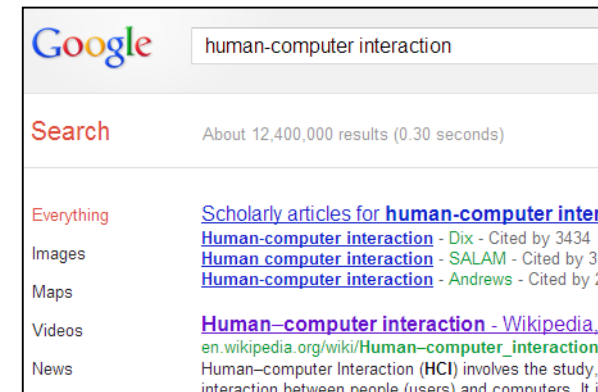 Google
human-computer interaction
Search
About 12,400,000 results (0.30 seconds)
Everything
Images
Maps
Videos
News
Scholarly articles for human-computer
Human-computer interaction - Dix - Cited by 3434
Human computer interaction - SALAM - Cited by
Human-computer interaction - Andrews - Cited by
Human–computer interaction - Wikipedia,
en.wikipedia.org/wiki/Human–computer_interaction
Human–computer Interaction (HCI) involves the study,
interaction between people (users) and computers. It